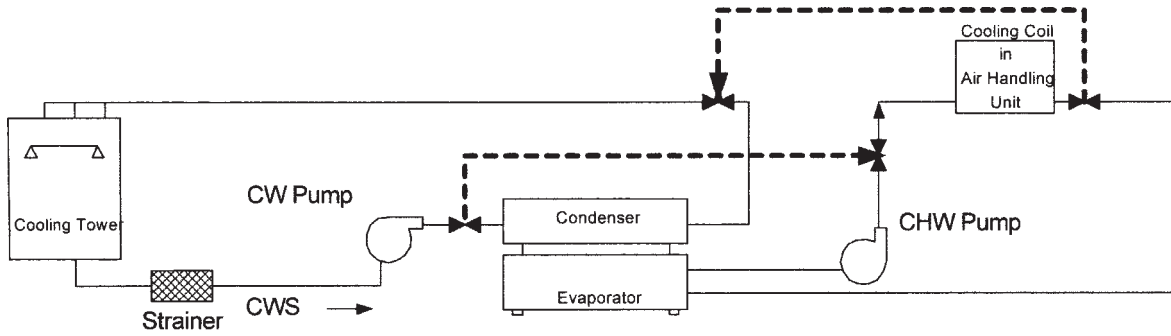 Cooling Coil
in
Air Handling
Unit
CW Pump
Cooling Tower
Condenser
CHW Pump
Evaporator
CWS
Strainer